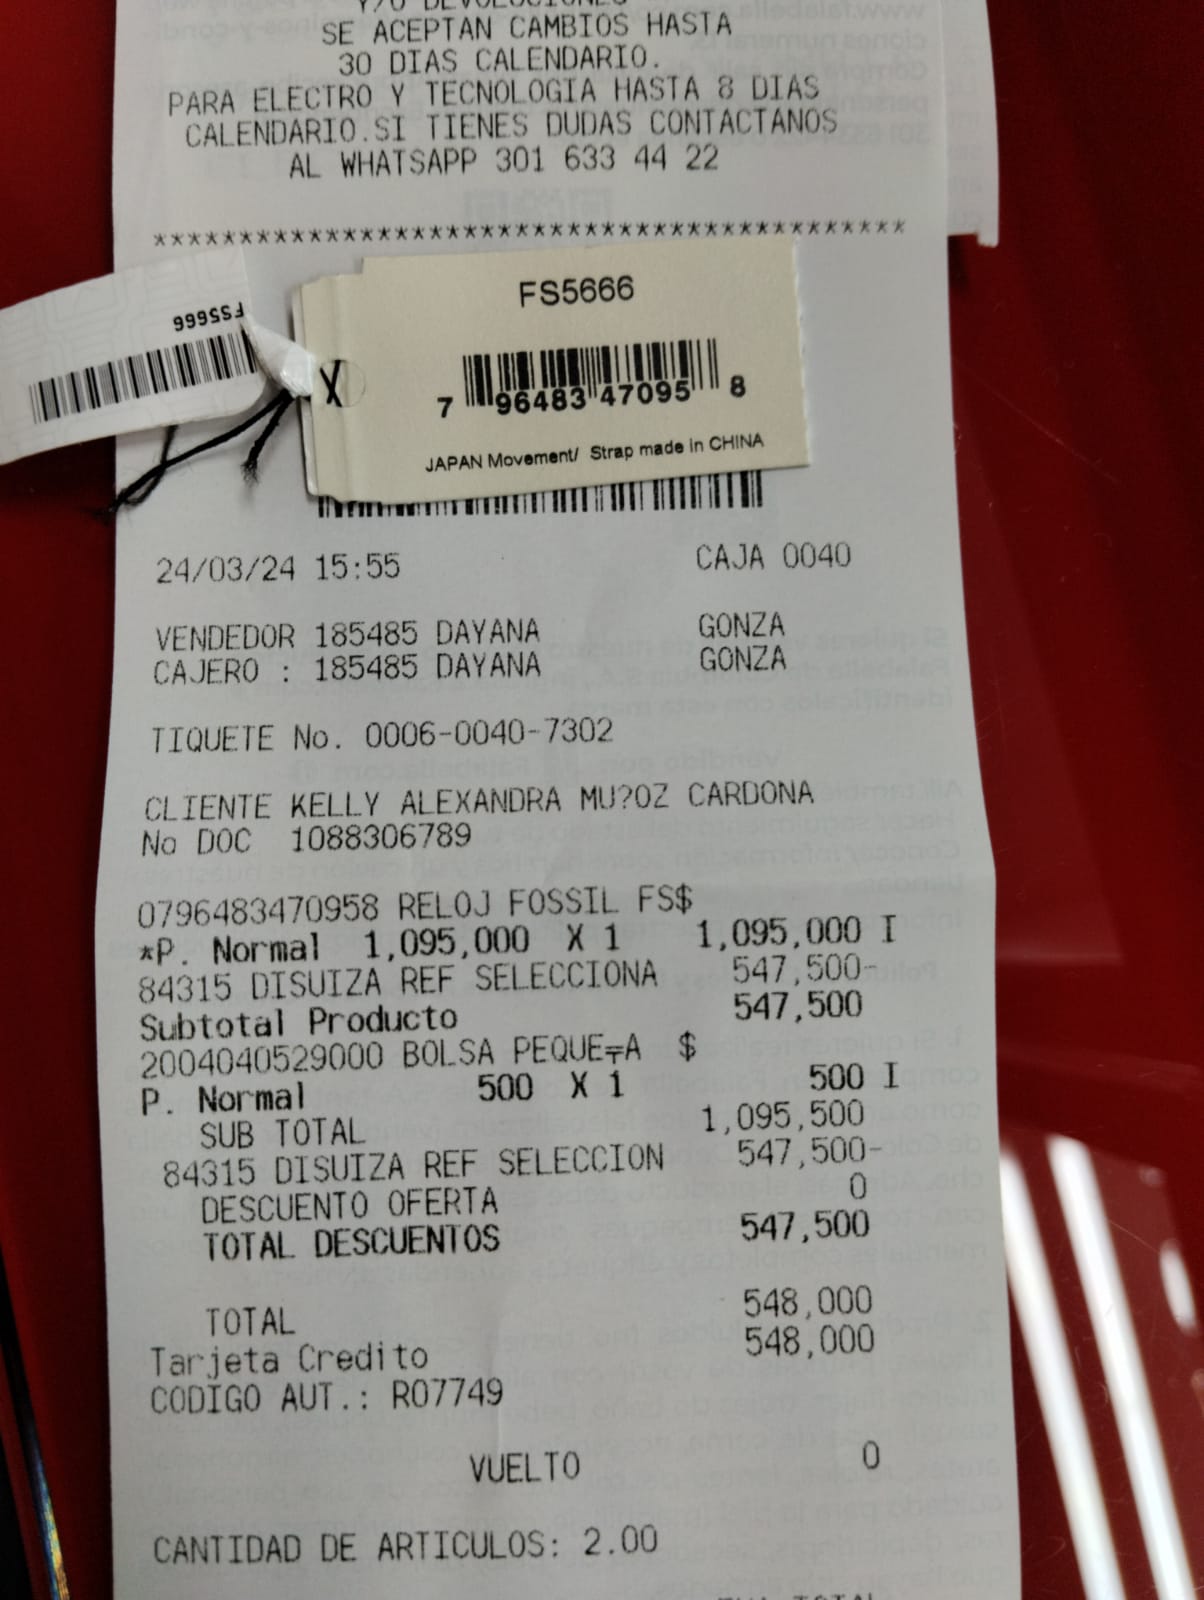 Y/O DEVOLUCIONES
SE ACEPTAN CAMBIOS HASTA
30 DIAS CALENDARIO.
PARA ELECTRO Y TECNOLOGIA HASTA 8 DIAS
CALENDARIO.SI TIENES DUDAS CONTACTANOS
AL WHATSAPP 301 633 44 22
********************************************
FS5666
FS5666
7 96483 47095 8
X
JAPAN Movement/ Strap made in CHINA
24/03/24 15:55 CAJA 0040
VENDEDOR 185485 DAYANA GONZA
CAJERO : 185485 DAYANA GONZA
TIQUETE No. 0006-0040-7302
CLIENTE KELLY ALEXANDRA MU?OZ CARDONA
No DOC 1088306789
0796483470958 RELOJ FOSSIL FS$
*P. Normal 1,095,000 X 1 1,095,000 I
84315 DISUIZA REF SELECCIONA 547,500-
Subtotal Producto 547,500
2004040529000 BOLSA PEQUE╤A $
P. Normal 500 X 1 500 I
SUB TOTAL 1,095,500
84315 DISUIZA REF SELECCION 547,500-
DESCUENTO OFERTA 0
TOTAL DESCUENTOS 547,500
TOTAL 548,000
Tarjeta Credito 548,000
CODIGO AUT.: R07749
VUELTO 0
CANTIDAD DE ARTICULOS: 2.00